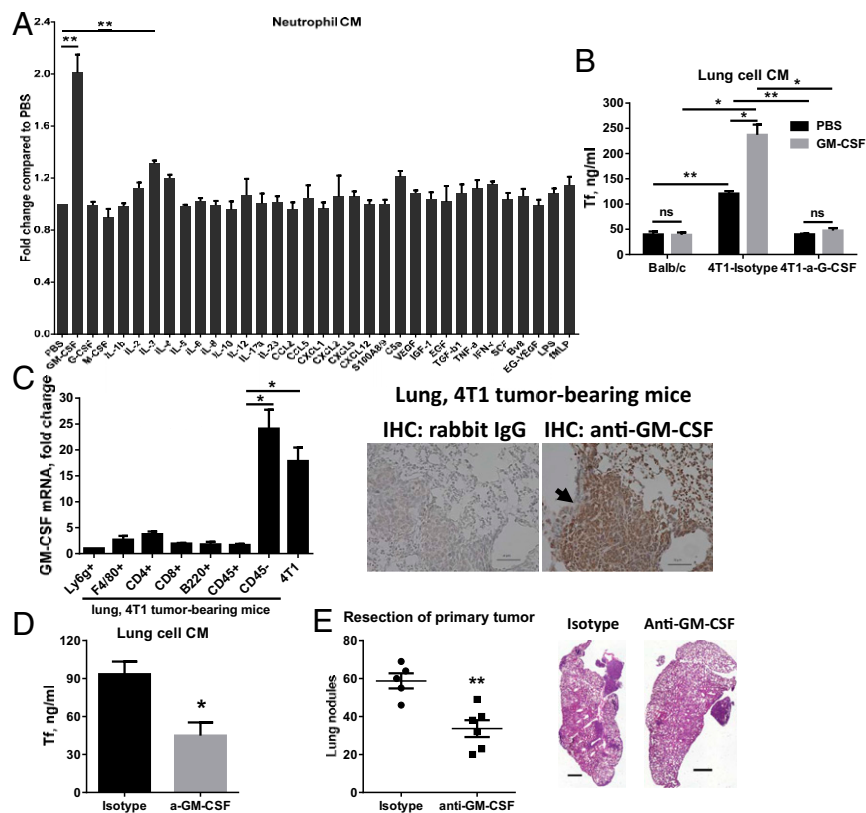 A
Neutrophil CM
Fold change compared to PBS
2.4
2.0
1.6
1.2
0.8
0.4
0.0
**
**
PBS
GM-CSF
G-CSF
M-CSF
IL-1b
IL-2
IL-3
IL-4
IL-5
IL-6
IL-8
IL-10
IL-12
IL-17a
IL-23
CCL2
CCL5
CXCL1
CXCL2
CXCL5
CXCL12
S100A8/9
C5a
VEGF
IGF-1
EGF
TGF-b1
TNF-a
IFN-r
SCF
Bv8
EG-VEGF
LPS
fMLP
B
Lung cell CM
Tf, ng/ml
300
250
200
150
100
50
0
*
**
*
*
**
ns
ns
PBS
GM-CSF
Balb/c
4T1-Isotype
4T1-a-G-CSF
C
GM-CSF mRNA, fold change
30
25
20
15
10
5
0
*
*
Ly6g+
F4/80+
CD4+
CD8+
B220+
CD45+
CD45-
4T1
lung, 4T1 tumor-bearing mice
Lung, 4T1 tumor-bearing mice
IHC: rabbit IgG
IHC: anti-GM-CSF
D
Lung cell CM
Tf, ng/ml
120
90
60
30
0
*
Isotype
a-GM-CSF
E
Resection of primary tumor
Lung nodules
80
60
40
20
0
**
Isotype
anti-GM-CSF
Isotype
Anti-GM-CSF